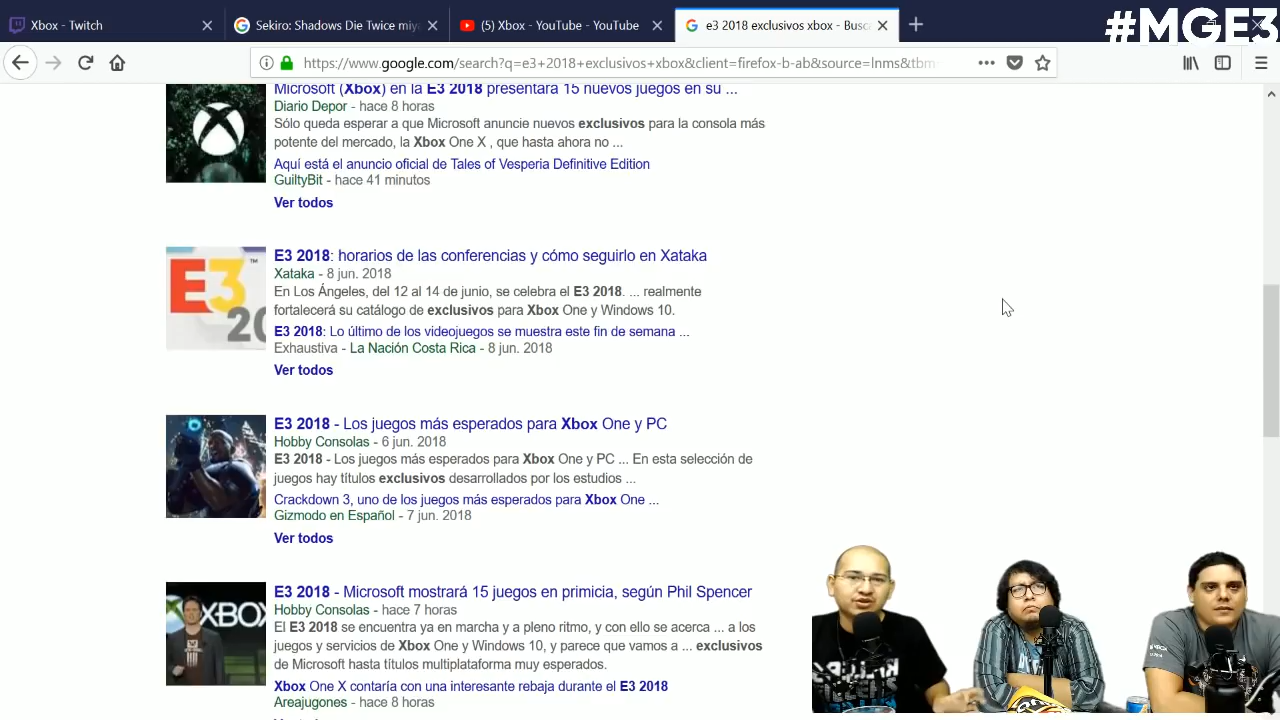 Xbox - Twitch
Sekiro: Shadows Die Twice
(5) Xbox - YouTube - YouTube
e3 2018 exclusivos xbox - Busc
#MGE3
https://www.google.com/search?q=e3+2018+exclusivos+xbox&client=firefox-b-ab&source=lnms&tbm=
Microsoft (Xbox) en la E3 2018 presentará 15 nuevos juegos en su ...
Diario Depor - hace 8 horas
Sólo queda esperar a que Microsoft anuncie nuevos exclusivos para la consola más
potente del mercado, la Xbox One X , que hasta ahora no ...
Aquí está el anuncio oficial de Tales of Vesperia Definitive Edition
GuiltyBit - hace 41 minutos
Ver todos
E3 2018: horarios de las conferencias y cómo seguirlo en Xataka
Xataka - 8 jun. 2018
En Los Ángeles, del 12 al 14 de junio, se celebra el E3 2018. ... realmente
fortalecerá su catálogo de exclusivos para Xbox One y Windows 10.
E3 2018: Lo último de los videojuegos se muestra este fin de semana ...
Exhaustiva - La Nación Costa Rica - 8 jun. 2018
Ver todos
E3
20
E3 2018 - Los juegos más esperados para Xbox One y PC
Hobby Consolas - 6 jun. 2018
E3 2018 - Los juegos más esperados para Xbox One y PC ... En esta selección de
juegos hay títulos exclusivos desarrollados por los estudios ...
Crackdown 3, uno de los juegos más esperados para Xbox One ...
Gizmodo en Español - 7 jun. 2018
Ver todos
E3 2018 - Microsoft mostrará 15 juegos en primicia, según Phil Spencer
Hobby Consolas - hace 7 horas
El E3 2018 se encuentra ya en marcha y a pleno ritmo, y con ello se acerca ... a los
juegos y servicios de Xbox One y Windows 10, y parece que vamos a ... exclusivos
de Microsoft hasta títulos multiplataforma muy esperados.
Xbox One X contaría con una interesante rebaja durante el E3 2018
Areajugones - hace 8 horas
XBOX